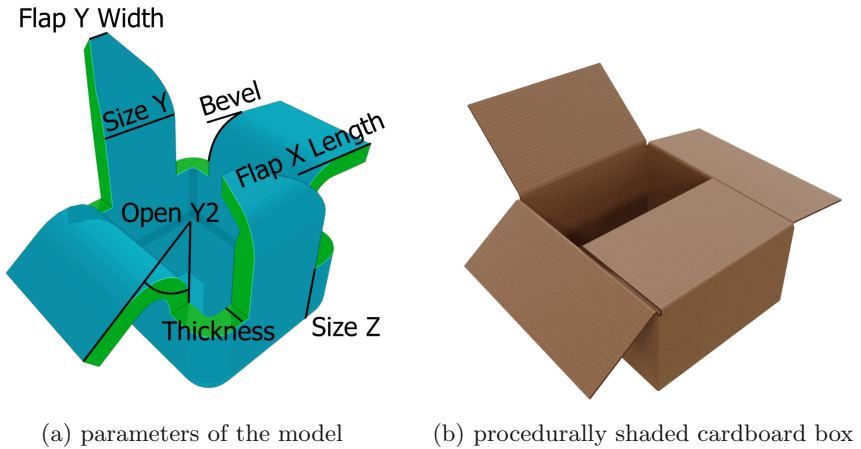 Flap Y Width
Size Y
Bevel
Flap X Length
Open Y2
Thickness
Size Z
(a) parameters of the model
(b) procedurally shaded cardboard box